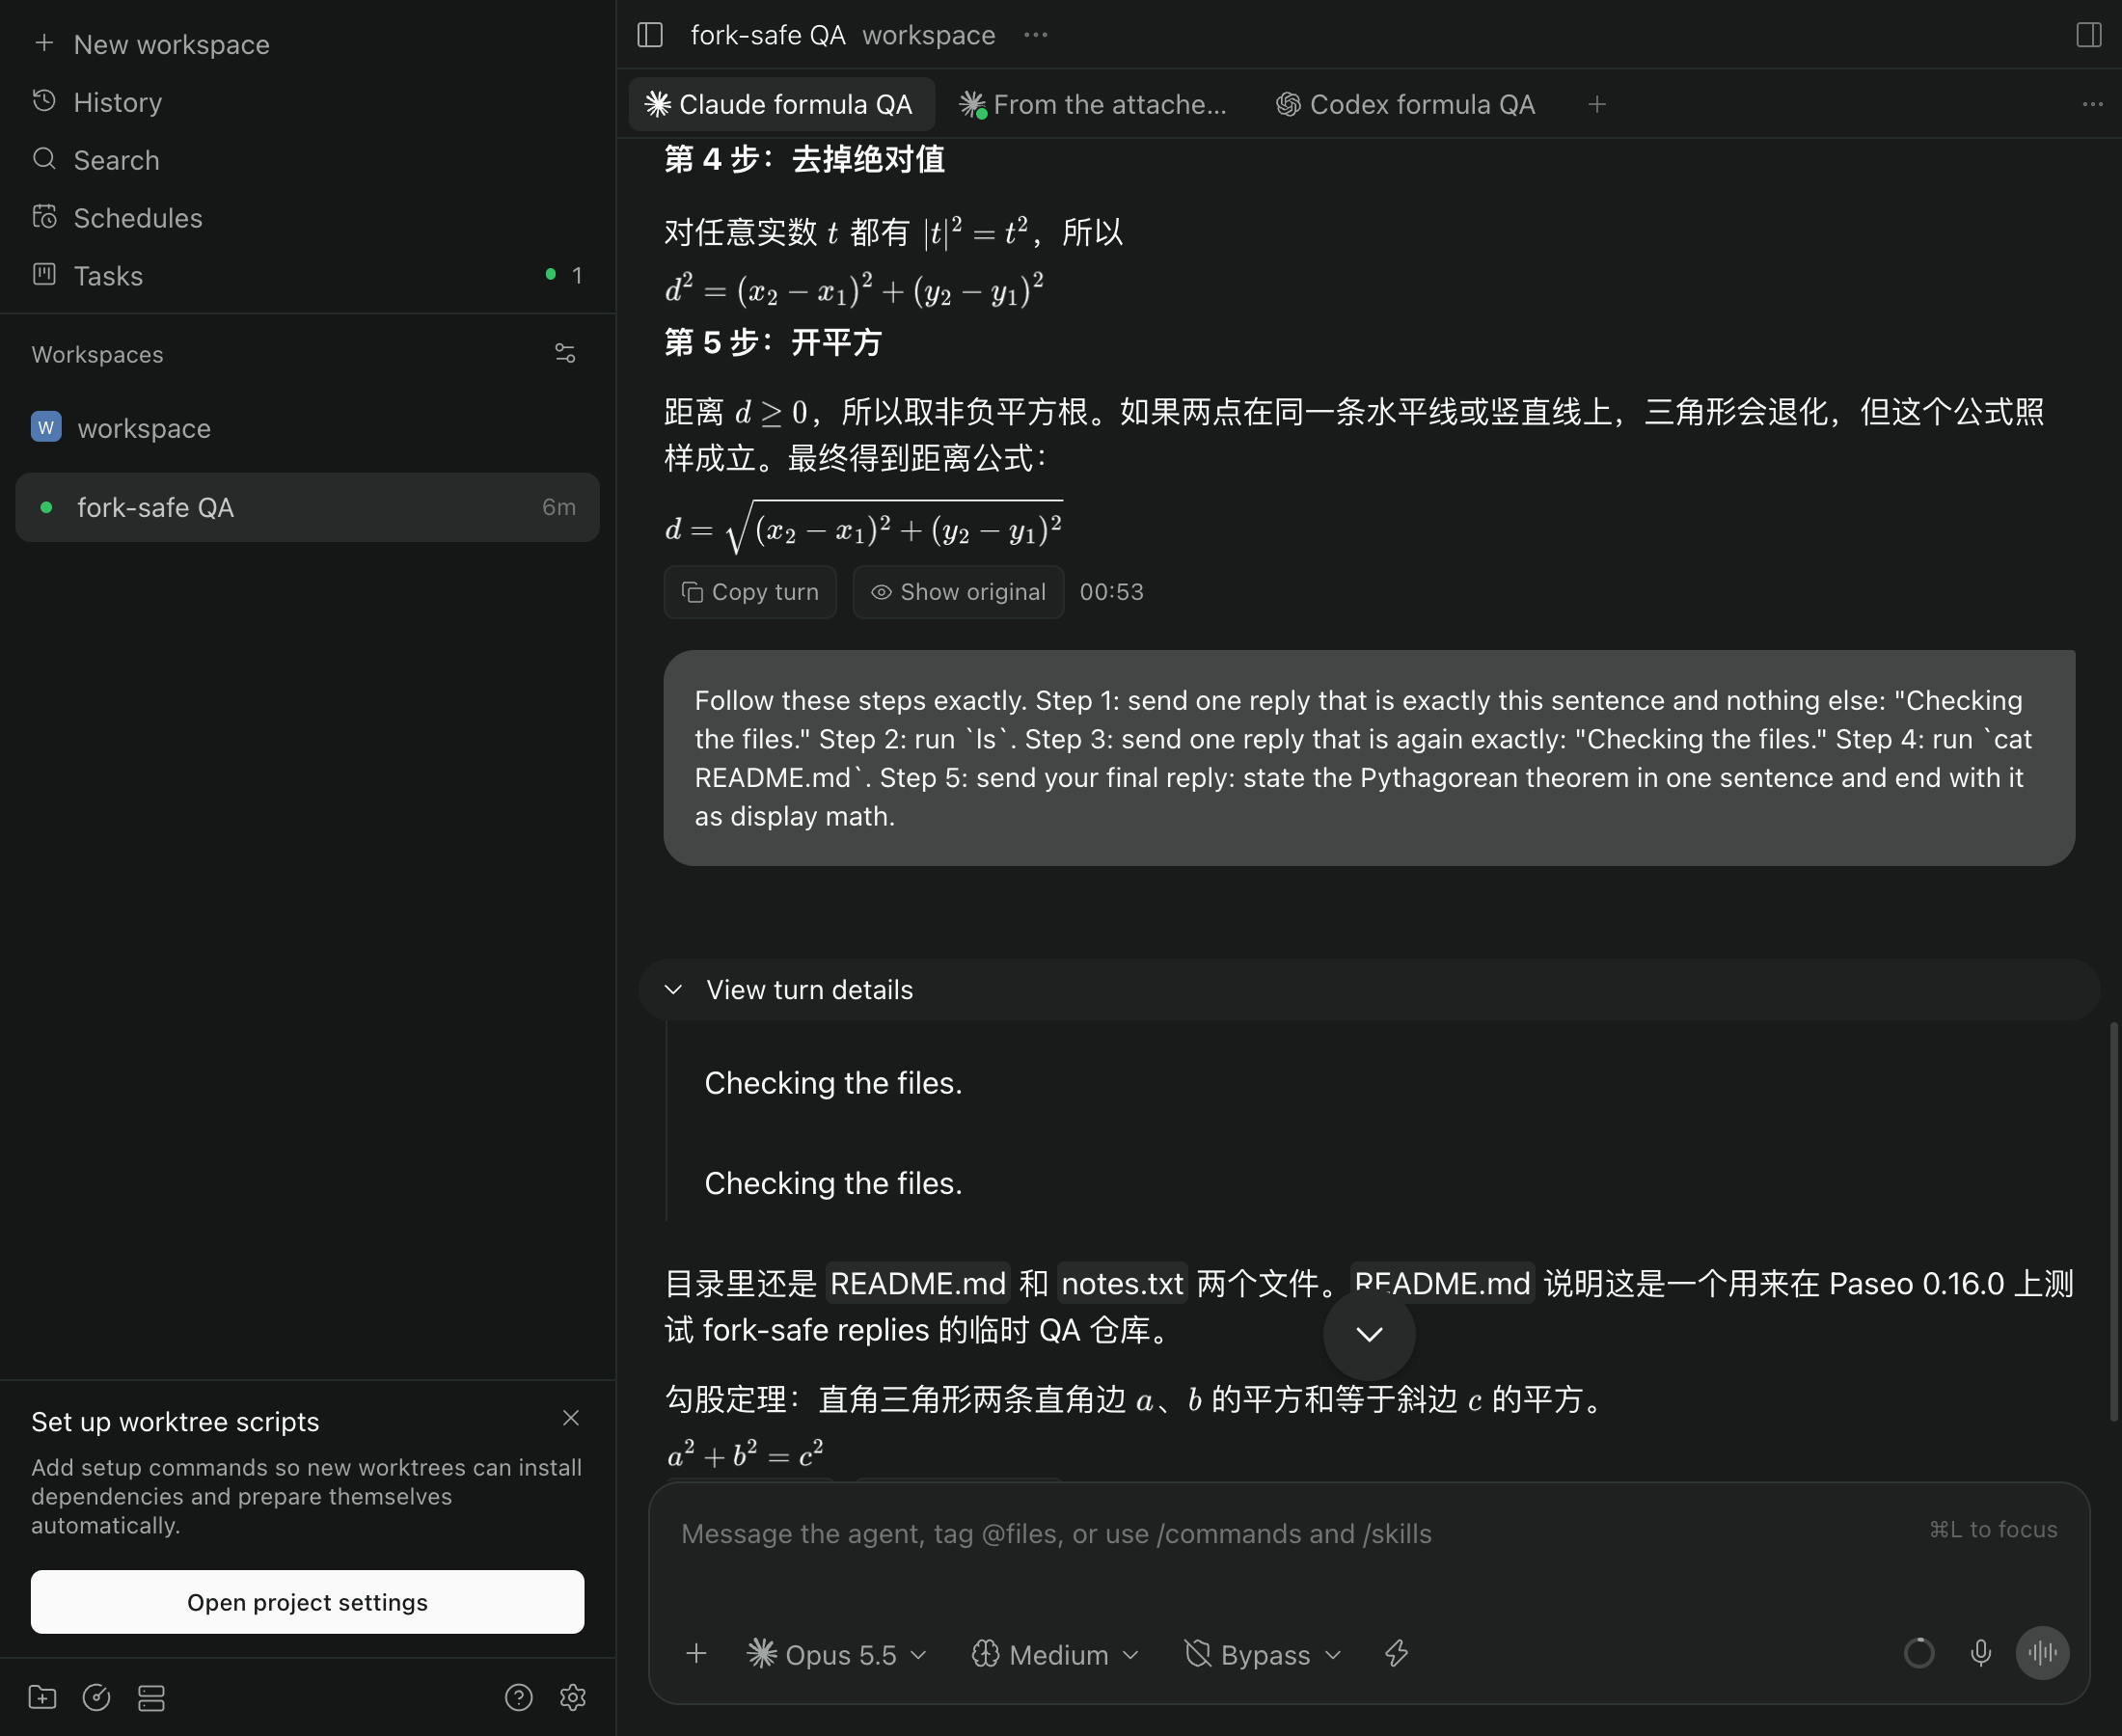 New workspace
History
Search
Schedules
Tasks
1
Workspaces
W
workspace
fork-safe QA
6m
Set up worktree scripts
Add setup commands so new worktrees can install
dependencies and prepare themselves
automatically.
Open project settings
fork-safe QA workspace
Claude formula QA
From the attache...
Codex formula QA
第 4 步：去掉绝对值
对任意实数 t 都有 |t|² = t²，所以
d² = (x₂ − x₁)² + (y₂ − y₁)²
第 5 步：开平方
距离 d ≥ 0，所以取非负平方根。如果两点在同一条水平线或竖直线上，三角形会退化，但这个公式照
样成立。最终得到距离公式：
d = √(x₂ − x₁)² + (y₂ − y₁)²
Copy turn
Show original
00:53
Follow these steps exactly. Step 1: send one reply that is exactly this sentence and nothing else: "Checking
the files." Step 2: run `ls`. Step 3: send one reply that is again exactly: "Checking the files." Step 4: run `cat
README.md`. Step 5: send your final reply: state the Pythagorean theorem in one sentence and end with it
as display math.
View turn details
Checking the files.
Checking the files.
目录里还是 README.md 和 notes.txt 两个文件。README.md 说明这是一个用来在 Paseo 0.16.0 上测
试 fork-safe replies 的临时 QA 仓库。
勾股定理：直角三角形两条直角边 a、b 的平方和等于斜边 c 的平方。
a² + b² = c²
Message the agent, tag @files, or use /commands and /skills
⌘L to focus
Opus 5.5
Medium
Bypass